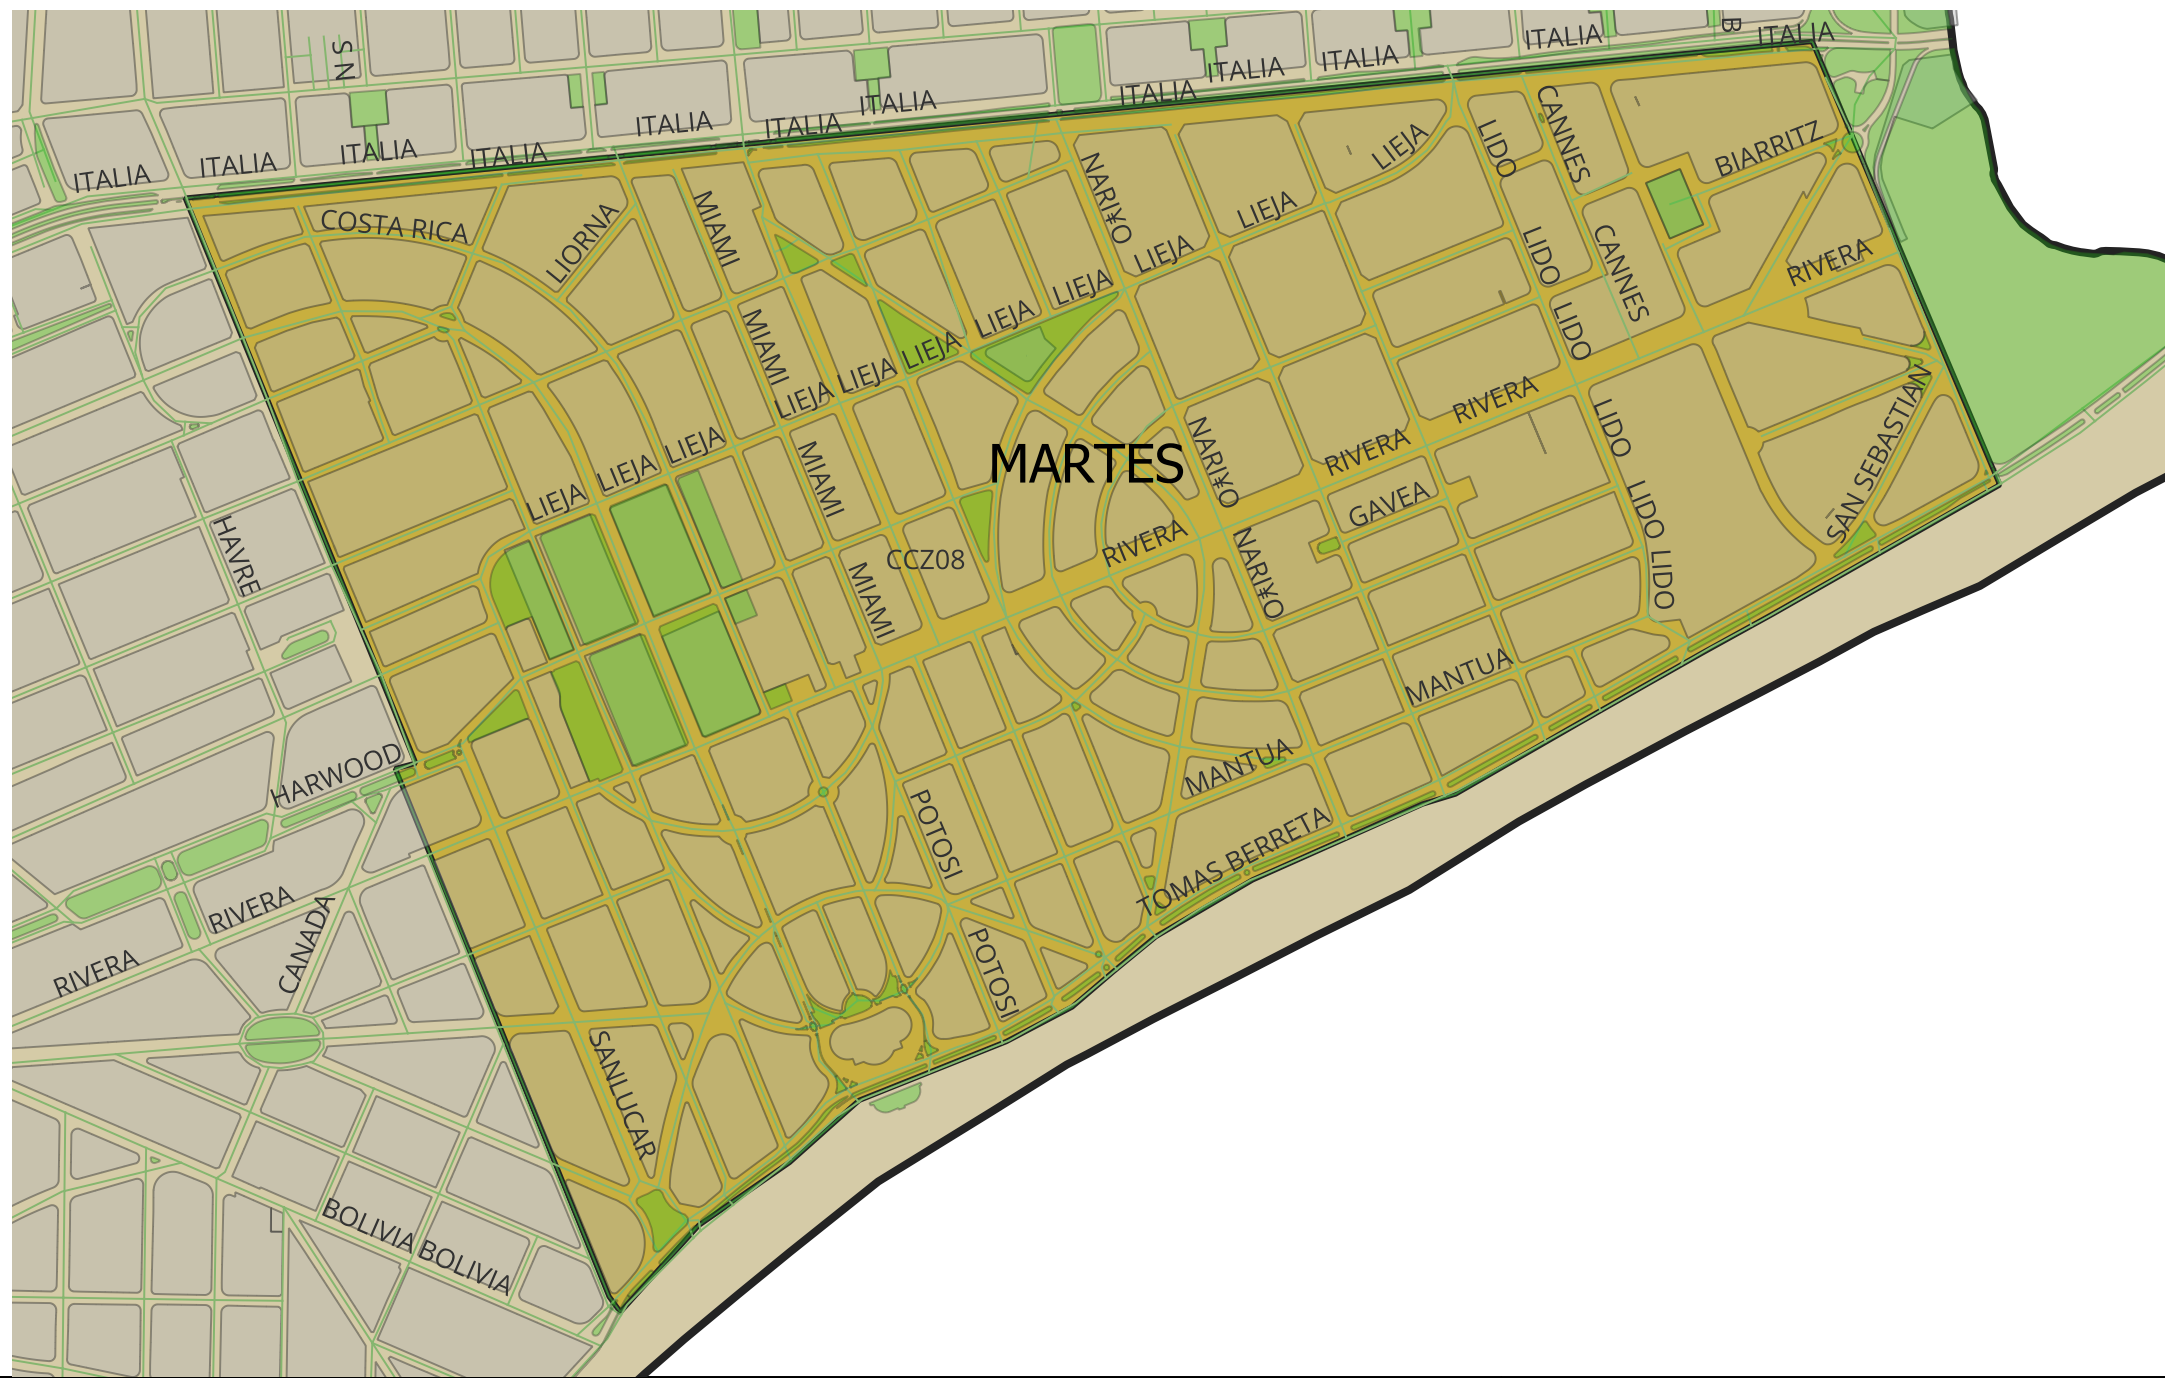 S N
B
ITALIA
ITALIA
ITALIA
ITALIA
ITALIA
ITALIA
ITALIA
ITALIA
ITALIA
ITALIA
ITALIA
ITALIA
COSTA RICA
LIORNA
MIAMI
NARI¥O
LIEJA
LIEJA
LIDO
CANNES
BIARRITZ
LIEJA
LIEJA
LIEJA
LIDO
CANNES
RIVERA
MIAMI
LIEJA
LIEJA
LIEJA
LIEJA
LIDO
RIVERA
SAN SEBASTIAN
LIEJA
LIEJA
LIEJA
MIAMI
MARTES
NARI¥O
RIVERA
LIDO
GAVEA
LIDO
LIDO
HAVRE
CCZ08
RIVERA
NARI¥O
MIAMI
MANTUA
HARWOOD
MANTUA
POTOSI
TOMAS BERRETA
RIVERA
CANADA
RIVERA
POTOSI
SANLUCAR
BOLIVIA
BOLIVIA